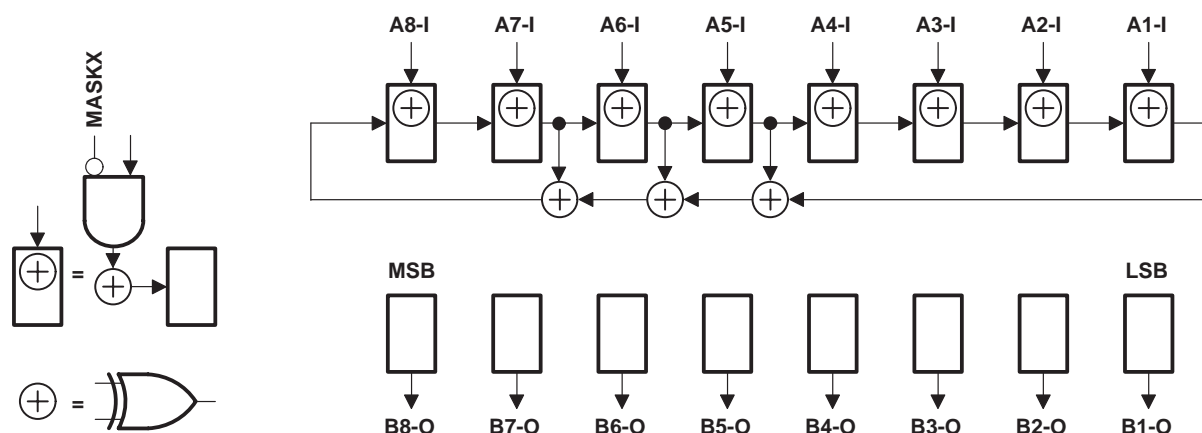 A8-I A7-I A6-I A5-I A4-I A3-I A2-I A1-I
MASKX
=
MSB LSB
=
B8-O B7-O B6-O B5-O B4-O B3-O B2-O B1-O